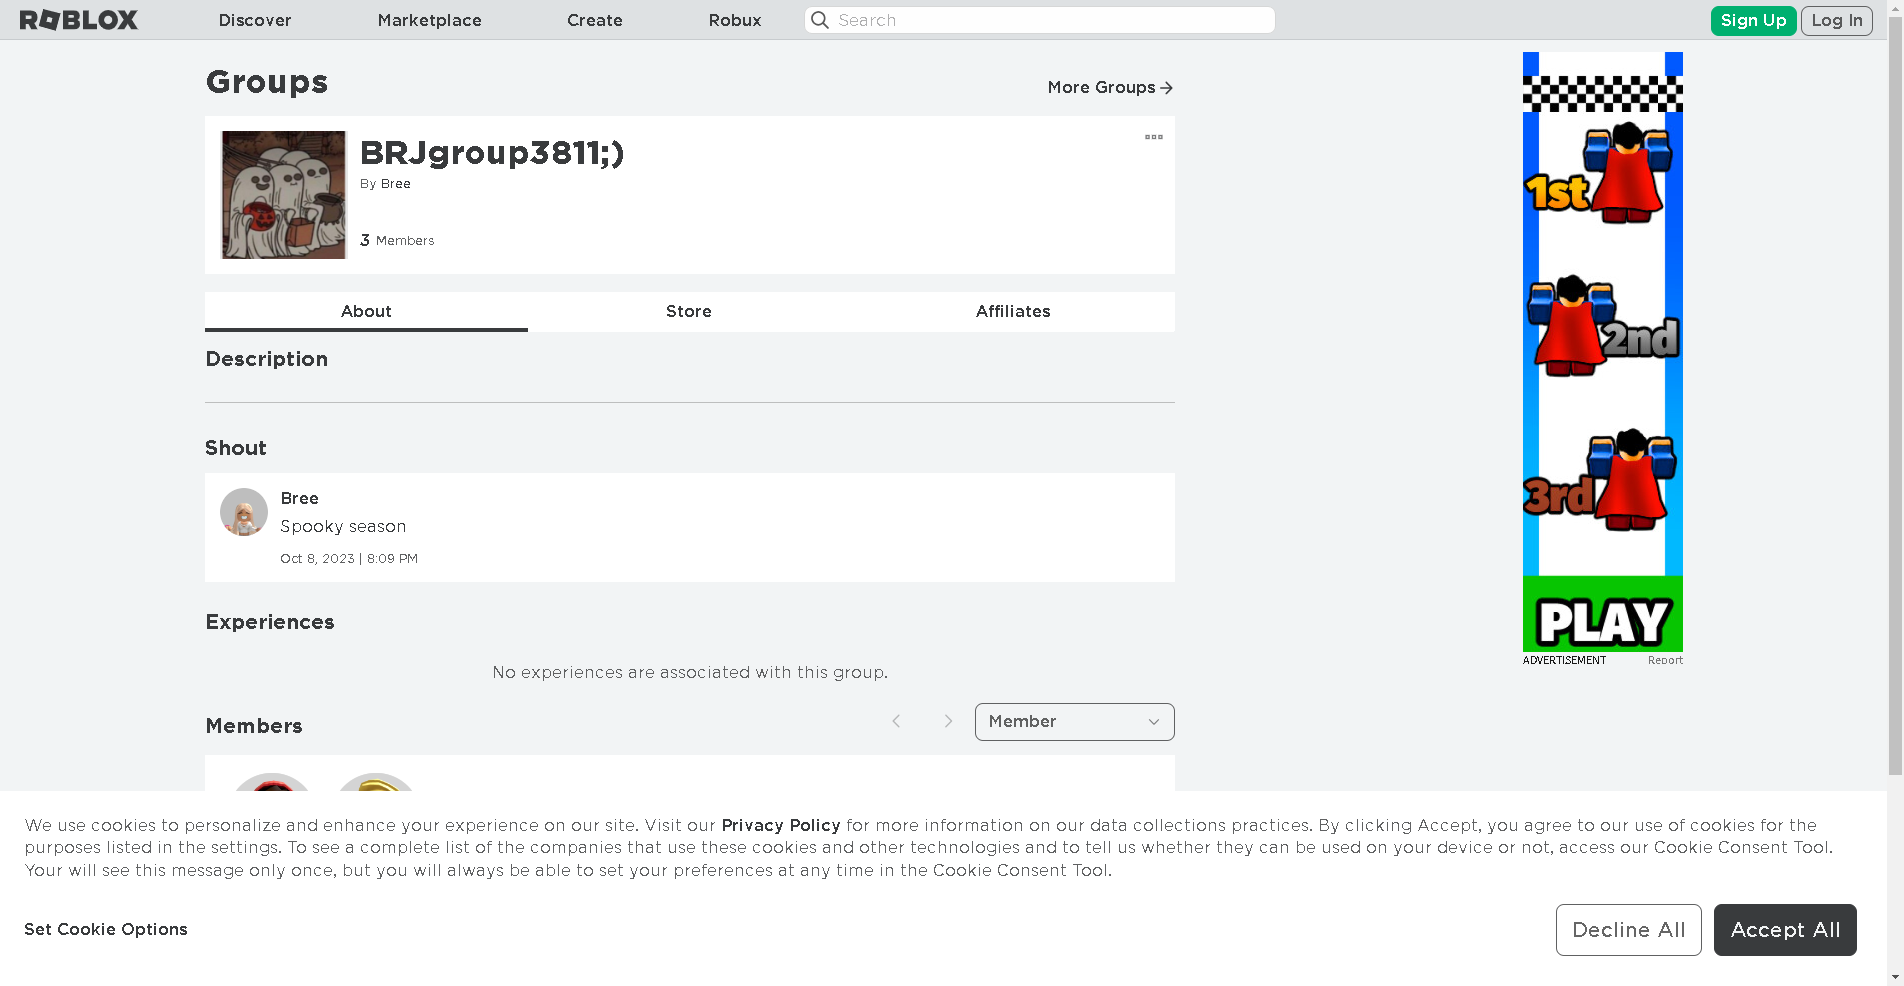 ROBLOX
Discover
Marketplace
Create
Robux
Search
Sign Up
Log In
Groups
More Groups
BRJgroup3811;)
By Bree
3 Members
About
Store
Affiliates
Description
Shout
Bree
Spooky season
Oct 8, 2023 | 8:09 PM
Experiences
No experiences are associated with this group.
Members
Member
1st
2nd
3rd
PLAY
ADVERTISEMENT
Report
We use cookies to personalize and enhance your experience on our site. Visit our Privacy Policy for more information on our data collections practices. By clicking Accept, you agree to our use of cookies for the
purposes listed in the settings. To see a complete list of the companies that use these cookies and other technologies and to tell us whether they can be used on your device or not, access our Cookie Consent Tool.
Your will see this message only once, but you will always be able to set your preferences at any time in the Cookie Consent Tool.
Set Cookie Options
Decline All
Accept All